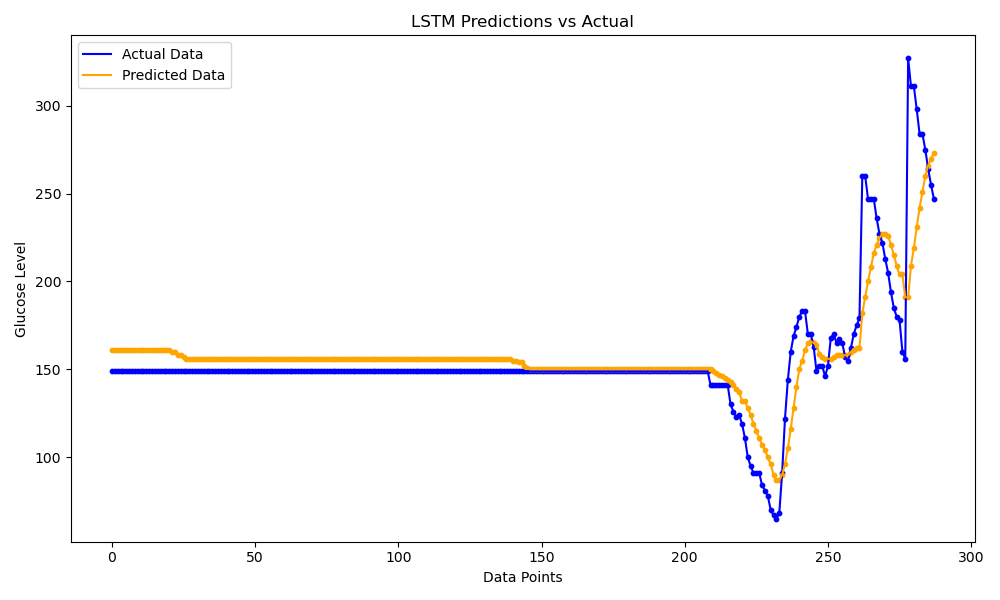 LSTM Predictions vs Actual
Actual Data
Predicted Data
Glucose Level
300
250
200
150
100
0 50 100 150 200 250 300
Data Points